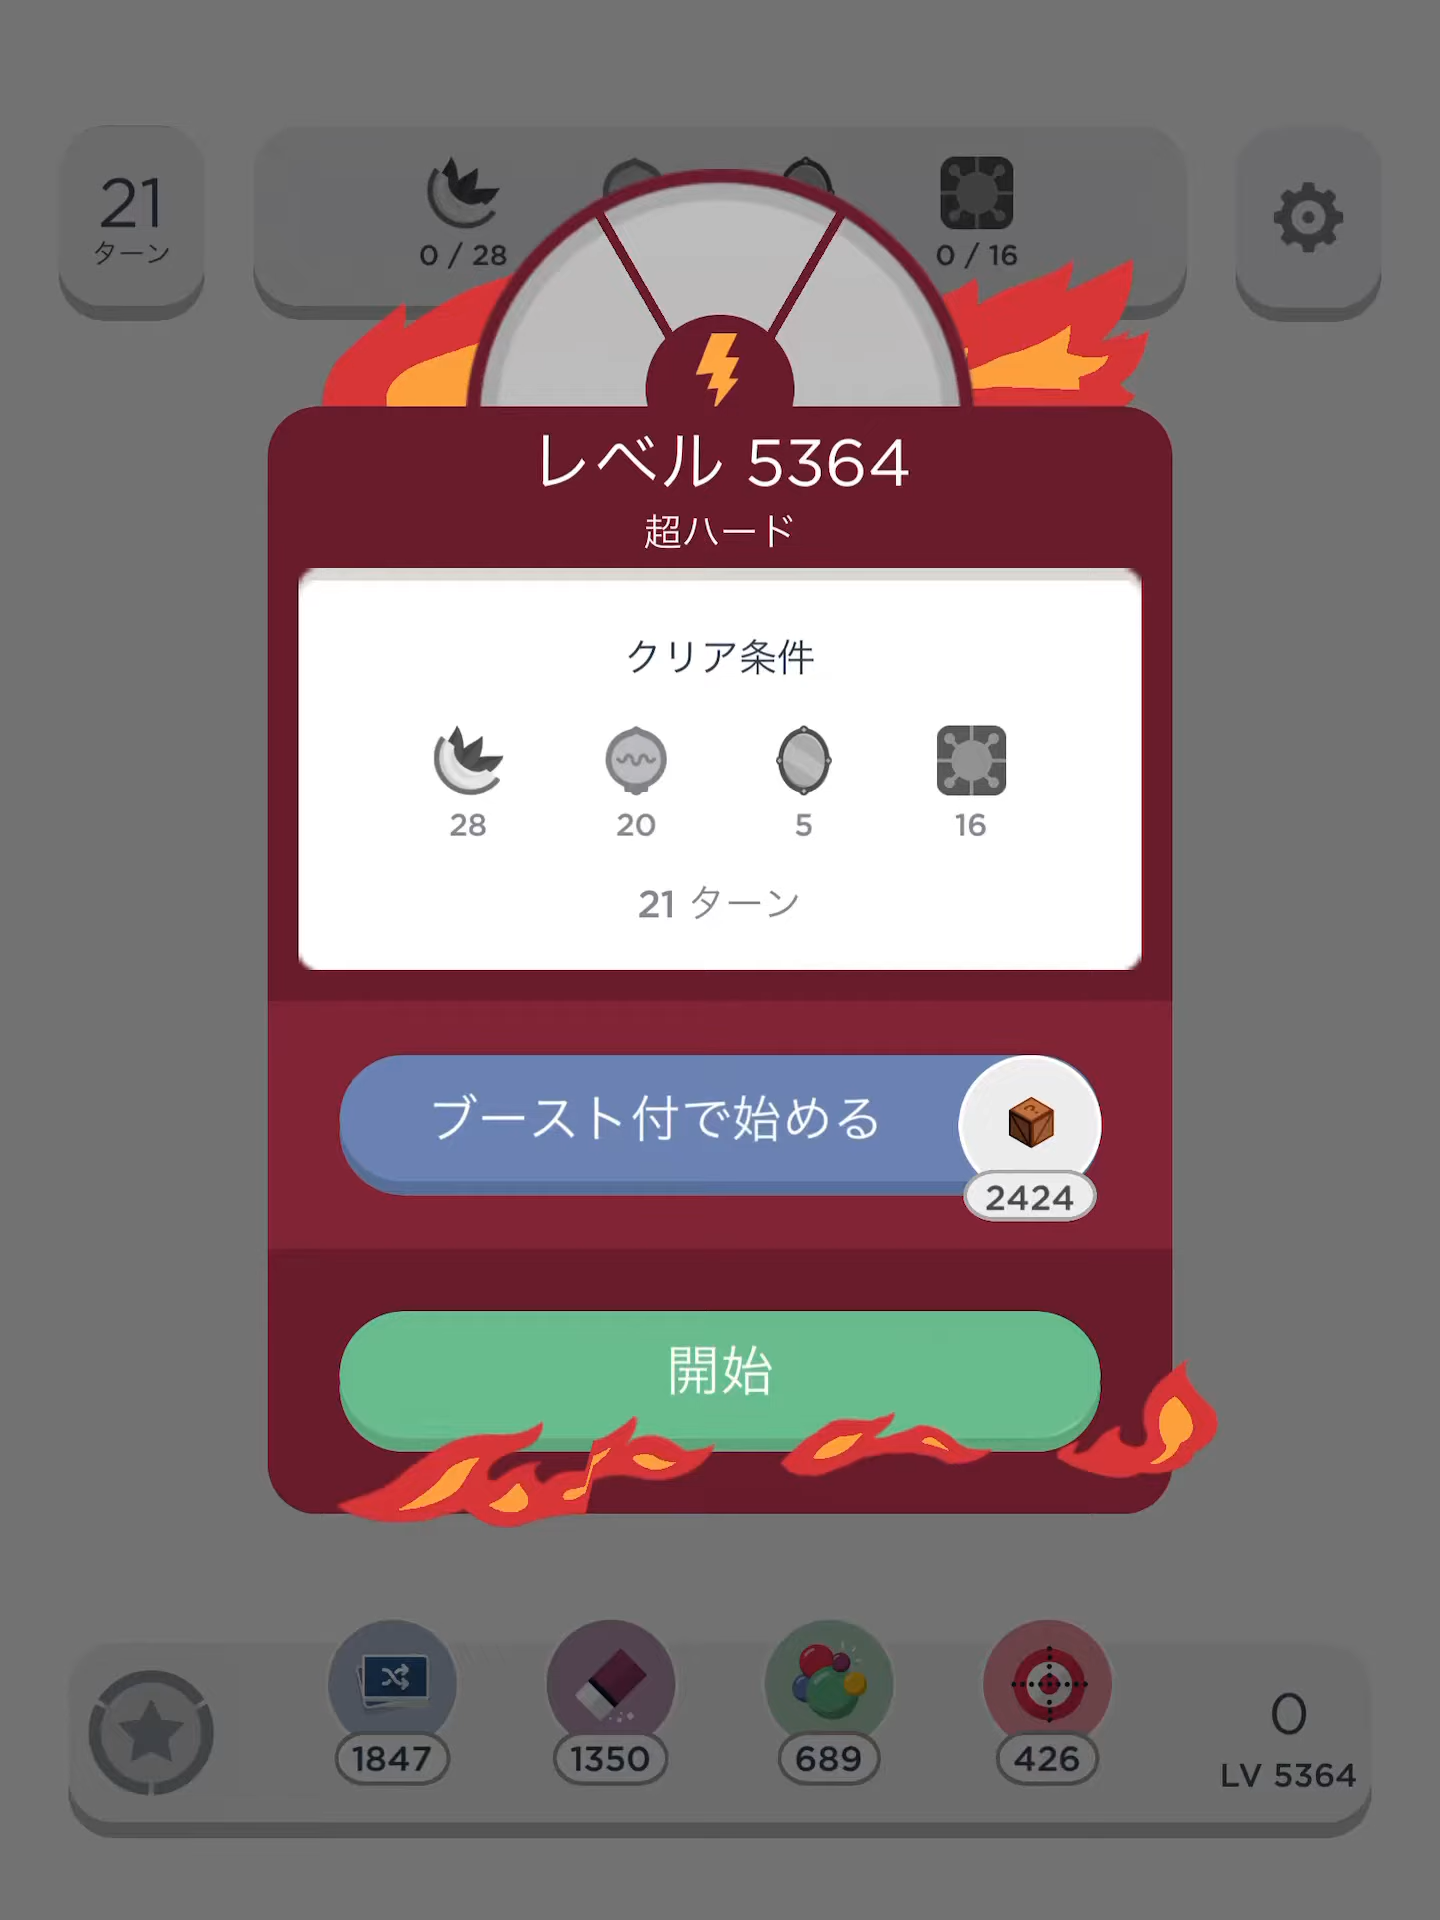 21
ターン
0 / 28
0 / 16
レベル 5364
超ハード
クリア条件
28
20
5
16
21 ターン
ブースト付で始める
2424
開始
1847
1350
689
426
0
LV 5364